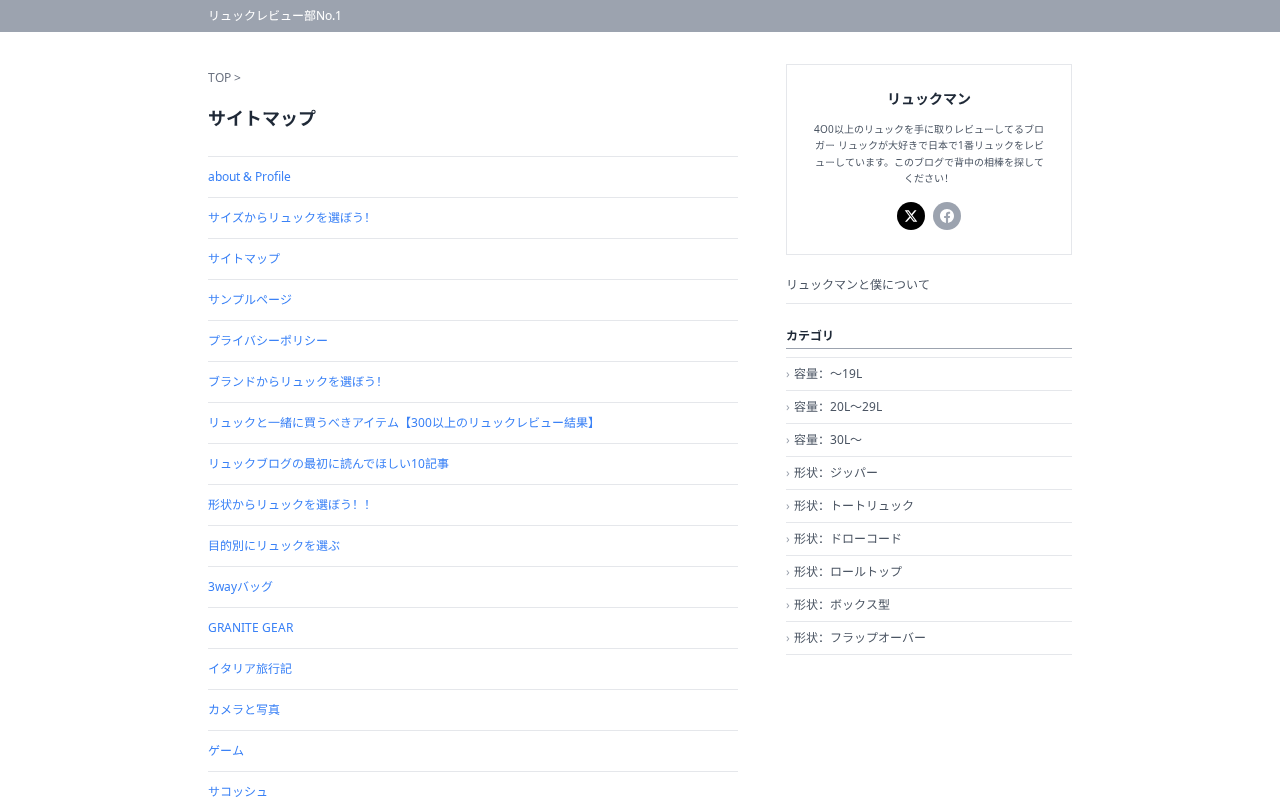 リュックレビュー部No.1
TOP >
サイトマップ
about & Profile
サイズからリュックを選ぼう!
サイトマップ
サンプルページ
プライバシーポリシー
ブランドからリュックを選ぼう!
リュックと一緒に買うべきアイテム【300以上のリュックレビュー結果】
リュックブログの最初に読んでほしい10記事
形状からリュックを選ぼう！！
目的別にリュックを選ぶ
3wayバッグ
GRANITE GEAR
イタリア旅行記
カメラと写真
ゲーム
サコッシュ
リュックマン
4O0以上のリュックを手に取りレビューしてるブロ
ガー リュックが大好きで日本で1番リュックをレビ
ューしています。このブログで背中の相棒を探して
ください!
リュックマンと僕について
カテゴリ
› 容量：〜19L
› 容量：20L〜29L
› 容量：30L〜
› 形状：ジッパー
› 形状：トートリュック
› 形状：ドローコード
› 形状：ロールトップ
› 形状：ボックス型
› 形状：フラップオーバー